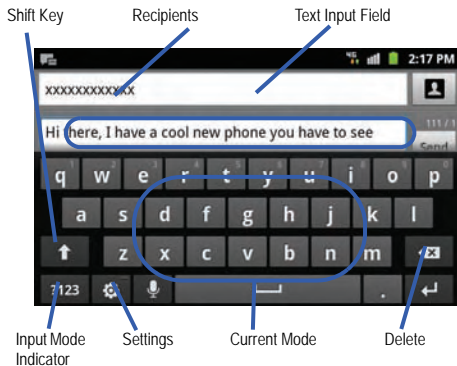 Shift Key Recipients Text Input Field
4G 2:17 PM
xxxxxxxxxxxx
Hi there, I have a cool new phone you have to see
111 / 1
Send
q w e r t y u i o p
a s d f g h j k l
z x c v b n m
?123 .
Input Mode Indicator Settings Current Mode Delete